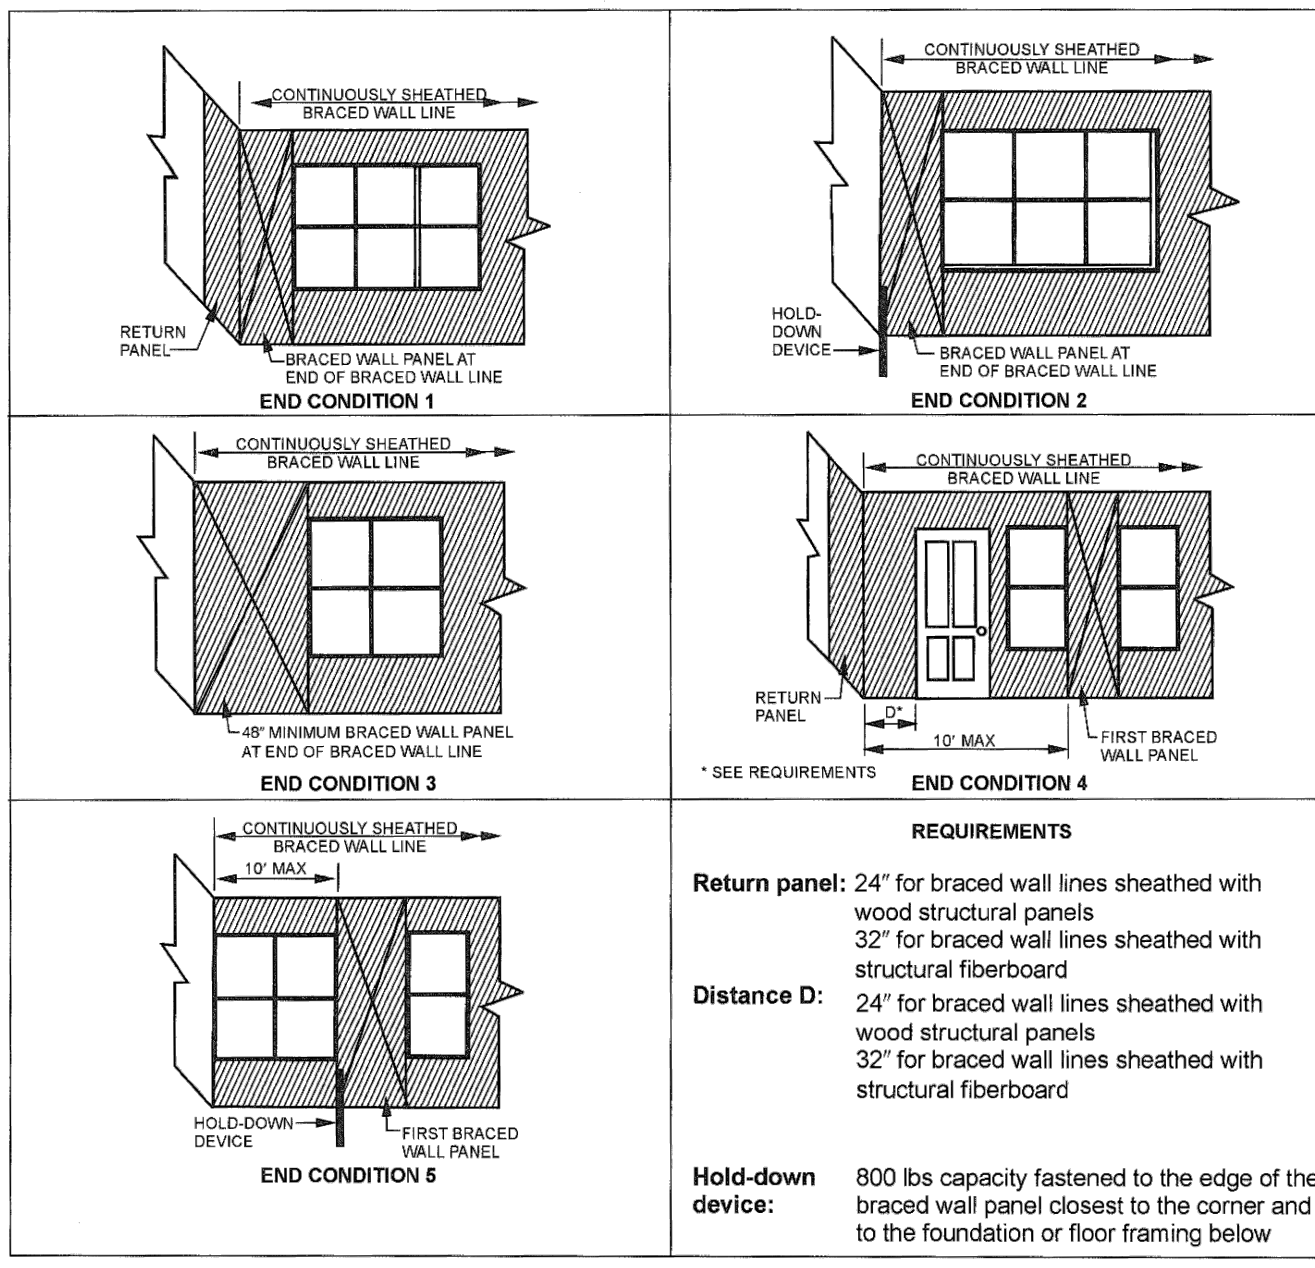 CONTINUOUSLY SHEATHED
BRACED WALL LINE
RETURN
PANEL
BRACED WALL PANEL AT
END OF BRACED WALL LINE
END CONDITION 1
CONTINUOUSLY SHEATHED
BRACED WALL LINE
HOLD-
DOWN
DEVICE
BRACED WALL PANEL AT
END OF BRACED WALL LINE
END CONDITION 2
CONTINUOUSLY SHEATHED
BRACED WALL LINE
48" MINIMUM BRACED WALL PANEL
AT END OF BRACED WALL LINE
END CONDITION 3
CONTINUOUSLY SHEATHED
BRACED WALL LINE
RETURN
PANEL
D*
10' MAX
FIRST BRACED
WALL PANEL
* SEE REQUIREMENTS
END CONDITION 4
CONTINUOUSLY SHEATHED
BRACED WALL LINE
10' MAX
HOLD-DOWN
DEVICE
FIRST BRACED
WALL PANEL
END CONDITION 5
REQUIREMENTS
Return panel: 24" for braced wall lines sheathed with
wood structural panels
32" for braced wall lines sheathed with
structural fiberboard
Distance D: 24" for braced wall lines sheathed with
wood structural panels
32" for braced wall lines sheathed with
structural fiberboard
Hold-down 800 lbs capacity fastened to the edge of the
device: braced wall panel closest to the corner and
to the foundation or floor framing below